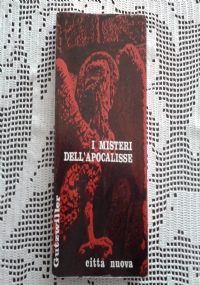 I MISTERI
DELL'APOCALISSE
Gutzwiller
città nuova